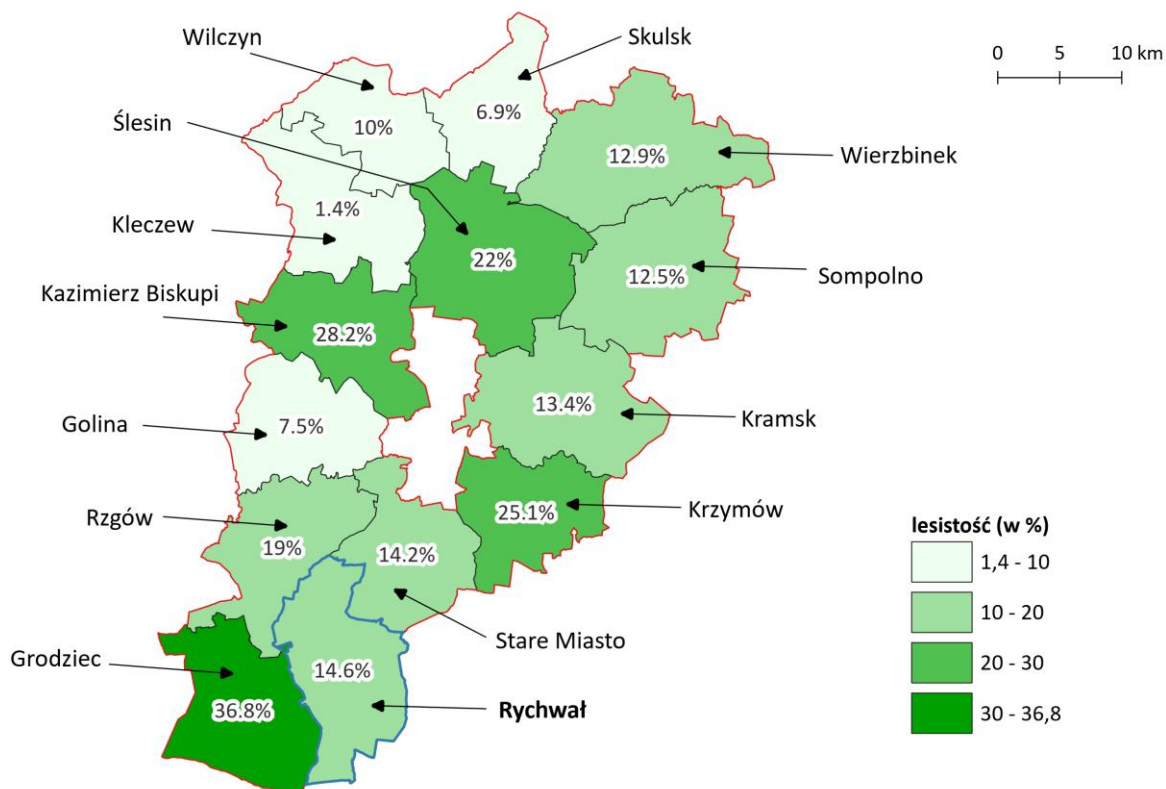 Wilczyn
Skulsk
0 5 10 km
Ślesin
10%
6.9%
12.9%
Wierzbinek
Kleczew
1.4%
22%
12.5%
Sompolno
Kazimierz Biskupi
28.2%
Golina
7.5%
13.4%
Kramsk
Rzgów
19%
14.2%
25.1%
Krzymów
Stare Miasto
Grodziec
36.8%
14.6%
Rychwał
lesistość (w %)
1,4 - 10
10 - 20
20 - 30
30 - 36,8